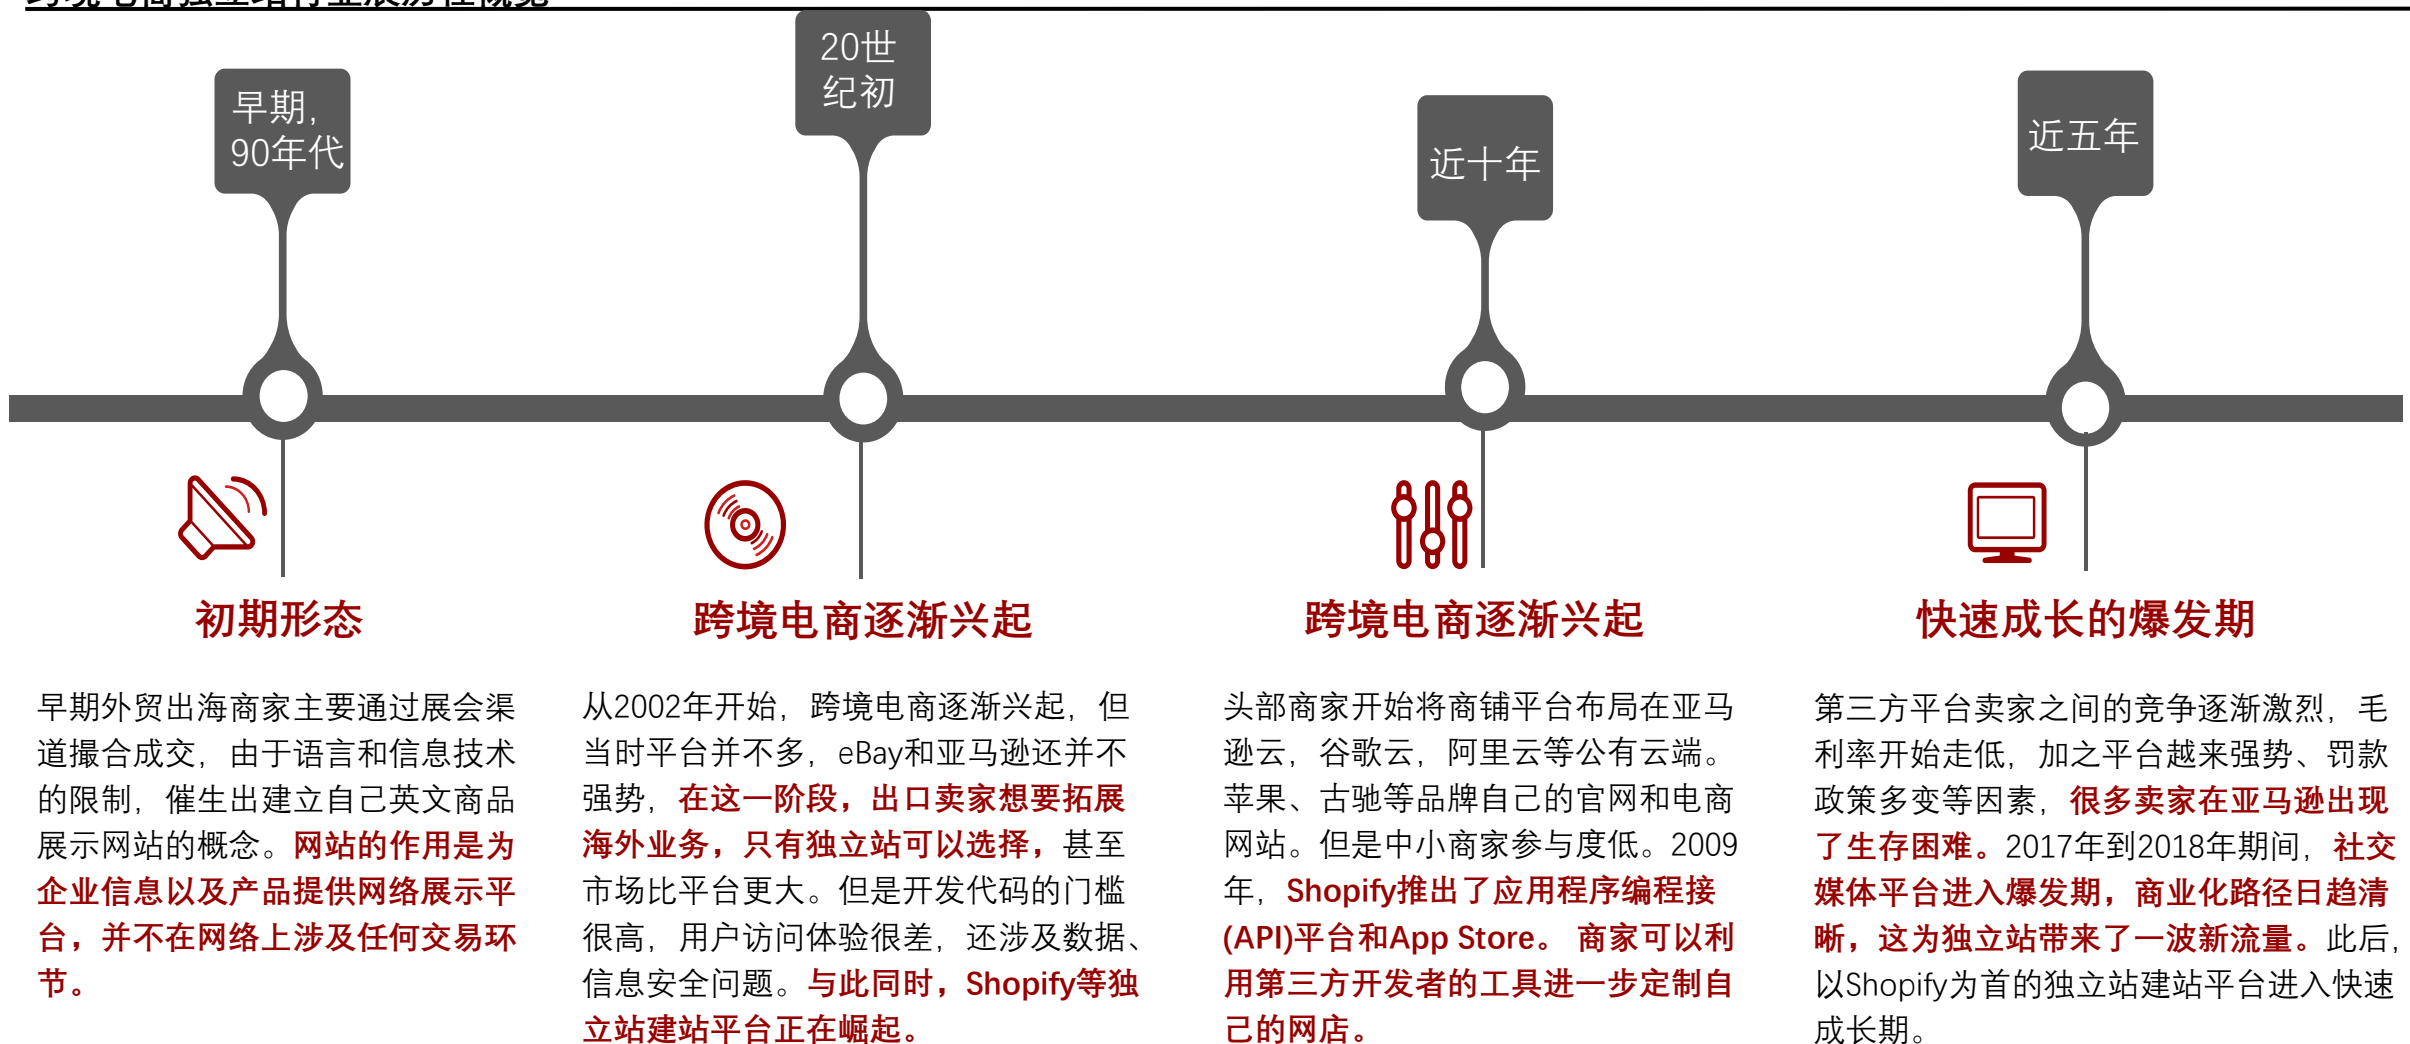 跨境电商独立站行业展历程概览
早期，
90年代
20世
纪初
近十年
近五年
初期形态
早期外贸出海商家主要通过展会渠
道撮合成交，由于语言和信息技术
的限制，催生出建立自己英文商品
展示网站的概念。网站的作用是为
企业信息以及产品提供网络展示平
台，并不在网络上涉及任何交易环
节。
跨境电商逐渐兴起
从2002年开始，跨境电商逐渐兴起，但
当时平台并不多，eBay和亚马逊还并不
强势，在这一阶段，出口卖家想要拓展
海外业务，只有独立站可以选择，甚至
市场比平台更大。但是开发代码的门槛
很高，用户访问体验很差，还涉及数据、
信息安全问题。与此同时，Shopify等独
立站建站平台正在崛起。
跨境电商逐渐兴起
头部商家开始将商铺平台布局在亚马
逊云，谷歌云，阿里云等公有云端。
苹果、古驰等品牌自己的官网和电商
网站。但是中小商家参与度低。2009
年，Shopify推出了应用程序编程接
(API)平台和App Store。 商家可以利
用第三方开发者的工具进一步定制自
己的网店。
快速成长的爆发期
第三方平台卖家之间的竞争逐渐激烈，毛
利率开始走低，加之平台越来强势、罚款
政策多变等因素，很多卖家在亚马逊出现
了生存困难。2017年到2018年期间，社交
媒体平台进入爆发期，商业化路径日趋清
晰，这为独立站带来了一波新流量。此后，
以Shopify为首的独立站建站平台进入快速
成长期。